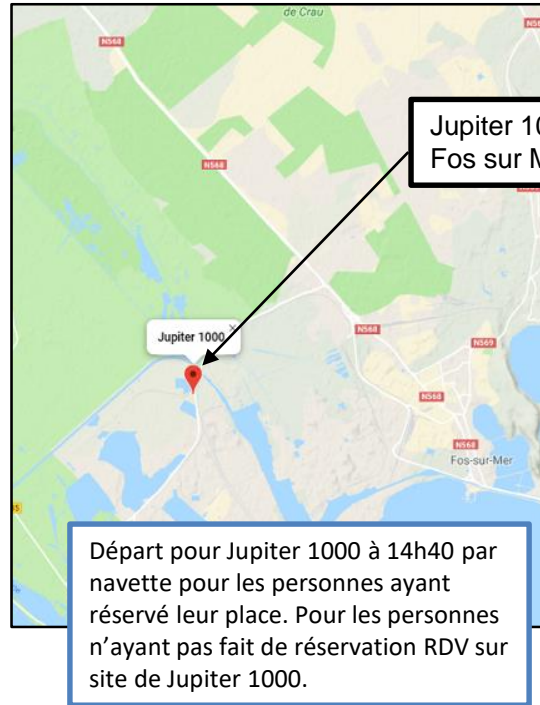 de Crau
N568
N56
N568
Jupiter 10
Fos sur M
Jupiter 1000
N568
N569
N568
N568
Fos-sur-Mer
Départ pour Jupiter 1000 à 14h40 par
navette pour les personnes ayant
réservé leur place. Pour les personnes
n'ayant pas fait de réservation RDV sur
site de Jupiter 1000.